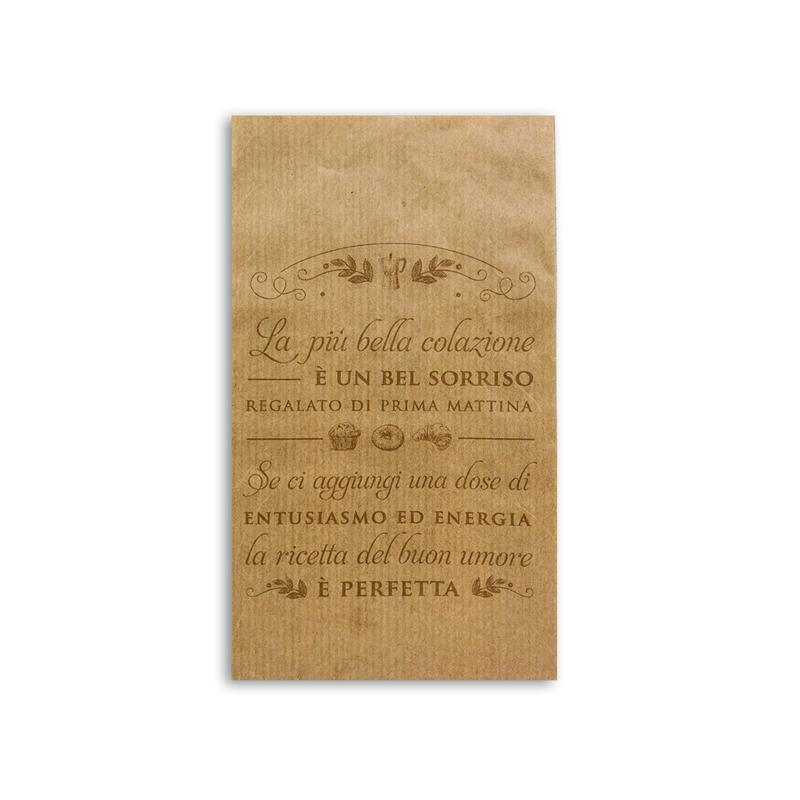 La più bella colazione
È UN BEL SORRISO
REGALATO DI PRIMA MATTINA
Se ci aggiungi una dose di
ENTUSIASMO ED ENERGIA
la ricetta del buon umore
È PERFETTA